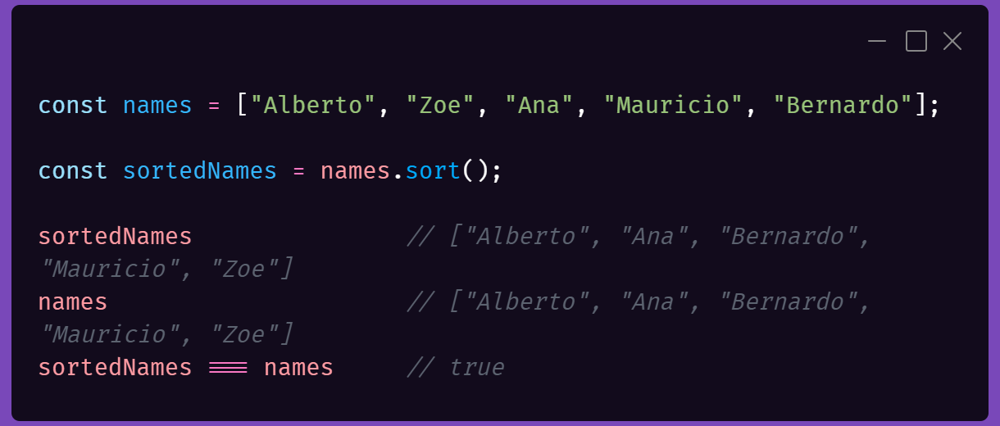 const names = ["Alberto", "Zoe", "Ana", "Mauricio", "Bernardo"];
const sortedNames = names.sort();
sortedNames // ["Alberto", "Ana", "Bernardo",
"Mauricio", "Zoe"]
names // ["Alberto", "Ana", "Bernardo",
"Mauricio", "Zoe"]
sortedNames === names // true